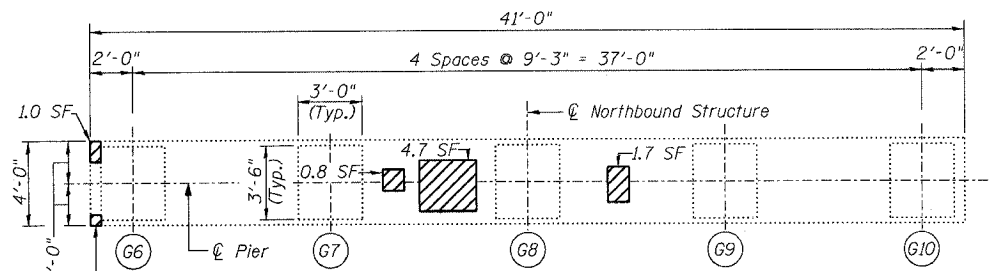 41'-0"
2'-0"
4 Spaces @ 9'-3" = 37'-0"
2'-0"
1.0 SF
3'-0"
(Typ.)
℄ Northbound Structure
4.7 SF
1.7 SF
0.8 SF
4'-0"
3'-6"
(Typ.)
'-0"
℄ Pier
G6
G7
G8
G9
G10